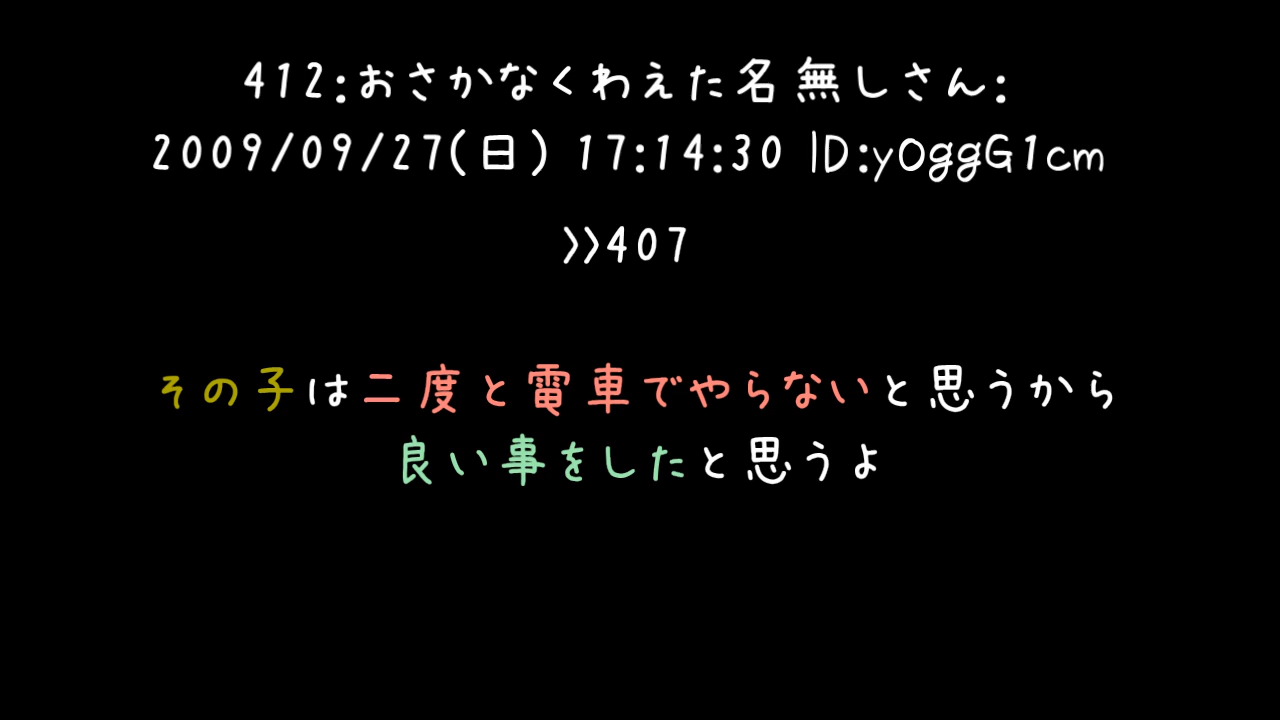 412:おさかなくわえた名無しさん:
2009/09/27(日) 17:14:30 ID:yOggG1cm
>>407
その子は二度と電車でやらないと思うから
良い事をしたと思うよ